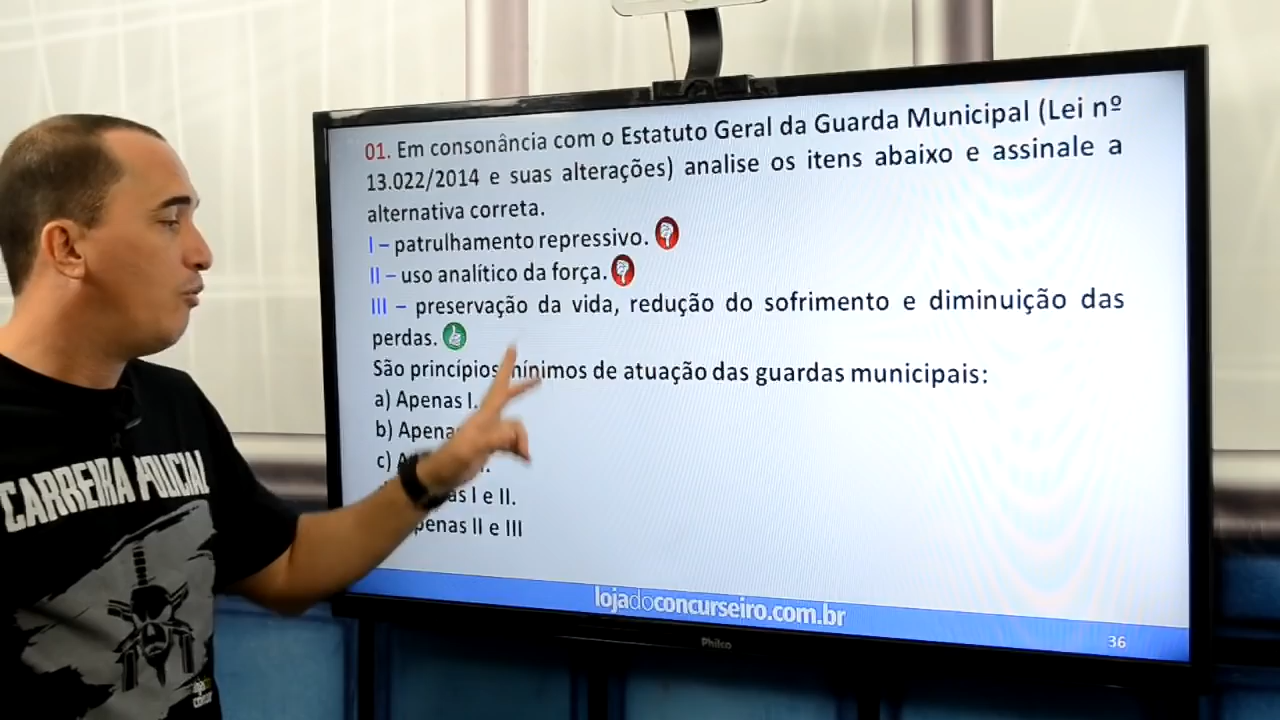 01. Em consonância com o Estatuto Geral da Guarda Municipal (Lei nº
13.022/2014 e suas alterações) analise os itens abaixo e assinale a
alternativa correta.
I – patrulhamento repressivo.
II – uso analítico da força.
III – preservação da vida, redução do sofrimento e diminuição das
perdas.
São princípios mínimos de atuação das guardas municipais:
a) Apenas I.
b)
c)
I e II.
II e III
lojadoconcurseiro.com.br
36
Philco
CARREIRA POLICIAL